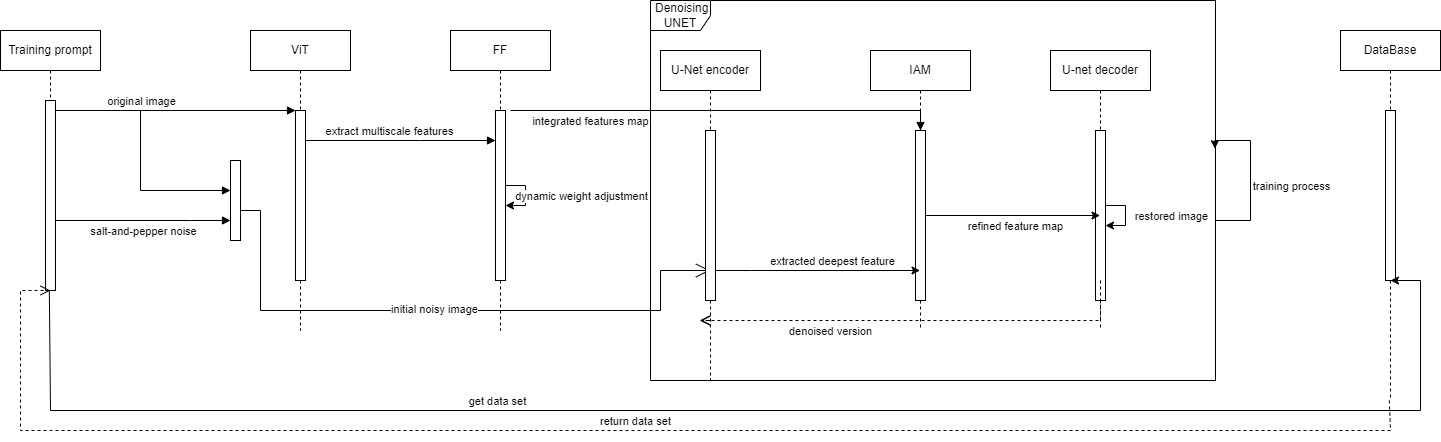 Denoising
UNET
Training prompt
ViT
FF
U-Net encoder
IAM
U-net decoder
DataBase
original image
integrated features map
extract multiscale features
dynamic weight adjustment
training process
salt-and-pepper noise
refined feature map
restored image
extracted deepest feature
initial noisy image
denoised version
get data set
return data set